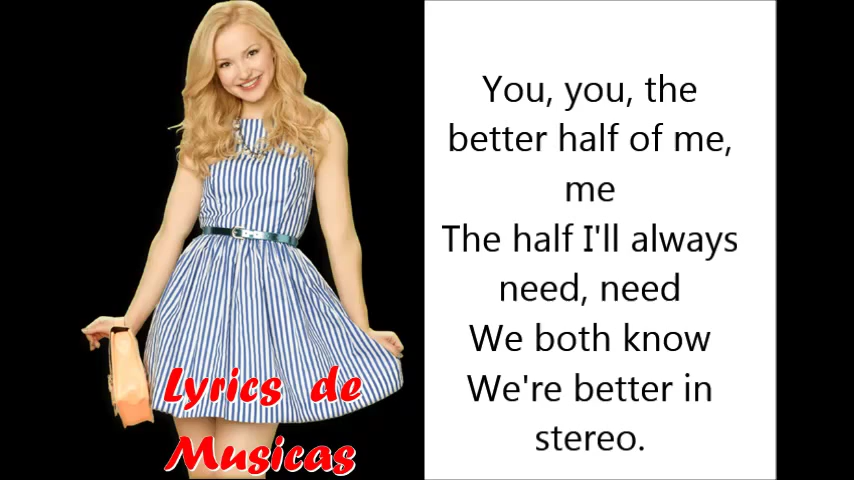 Lyrics de
Musicas
You, you, the
better half of me,
me
The half I'll always
need, need
We both know
We're better in
stereo.